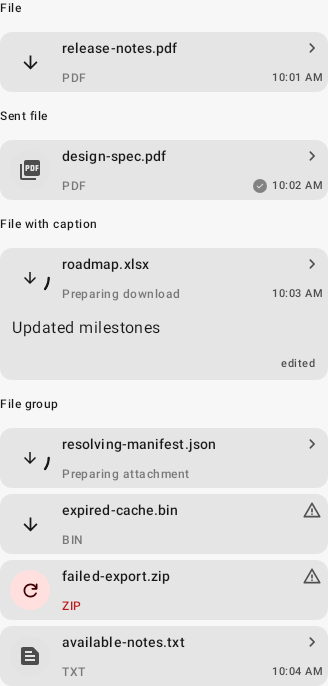 File
release-notes.pdf
PDF 10:01 AM
Sent file
PDF design-spec.pdf
PDF 10:02 AM
File with caption
roadmap.xlsx
Preparing download 10:03 AM
Updated milestones
edited
File group
resolving-manifest.json
Preparing attachment
expired-cache.bin
BIN
failed-export.zip
ZIP
available-notes.txt
TXT 10:04 AM